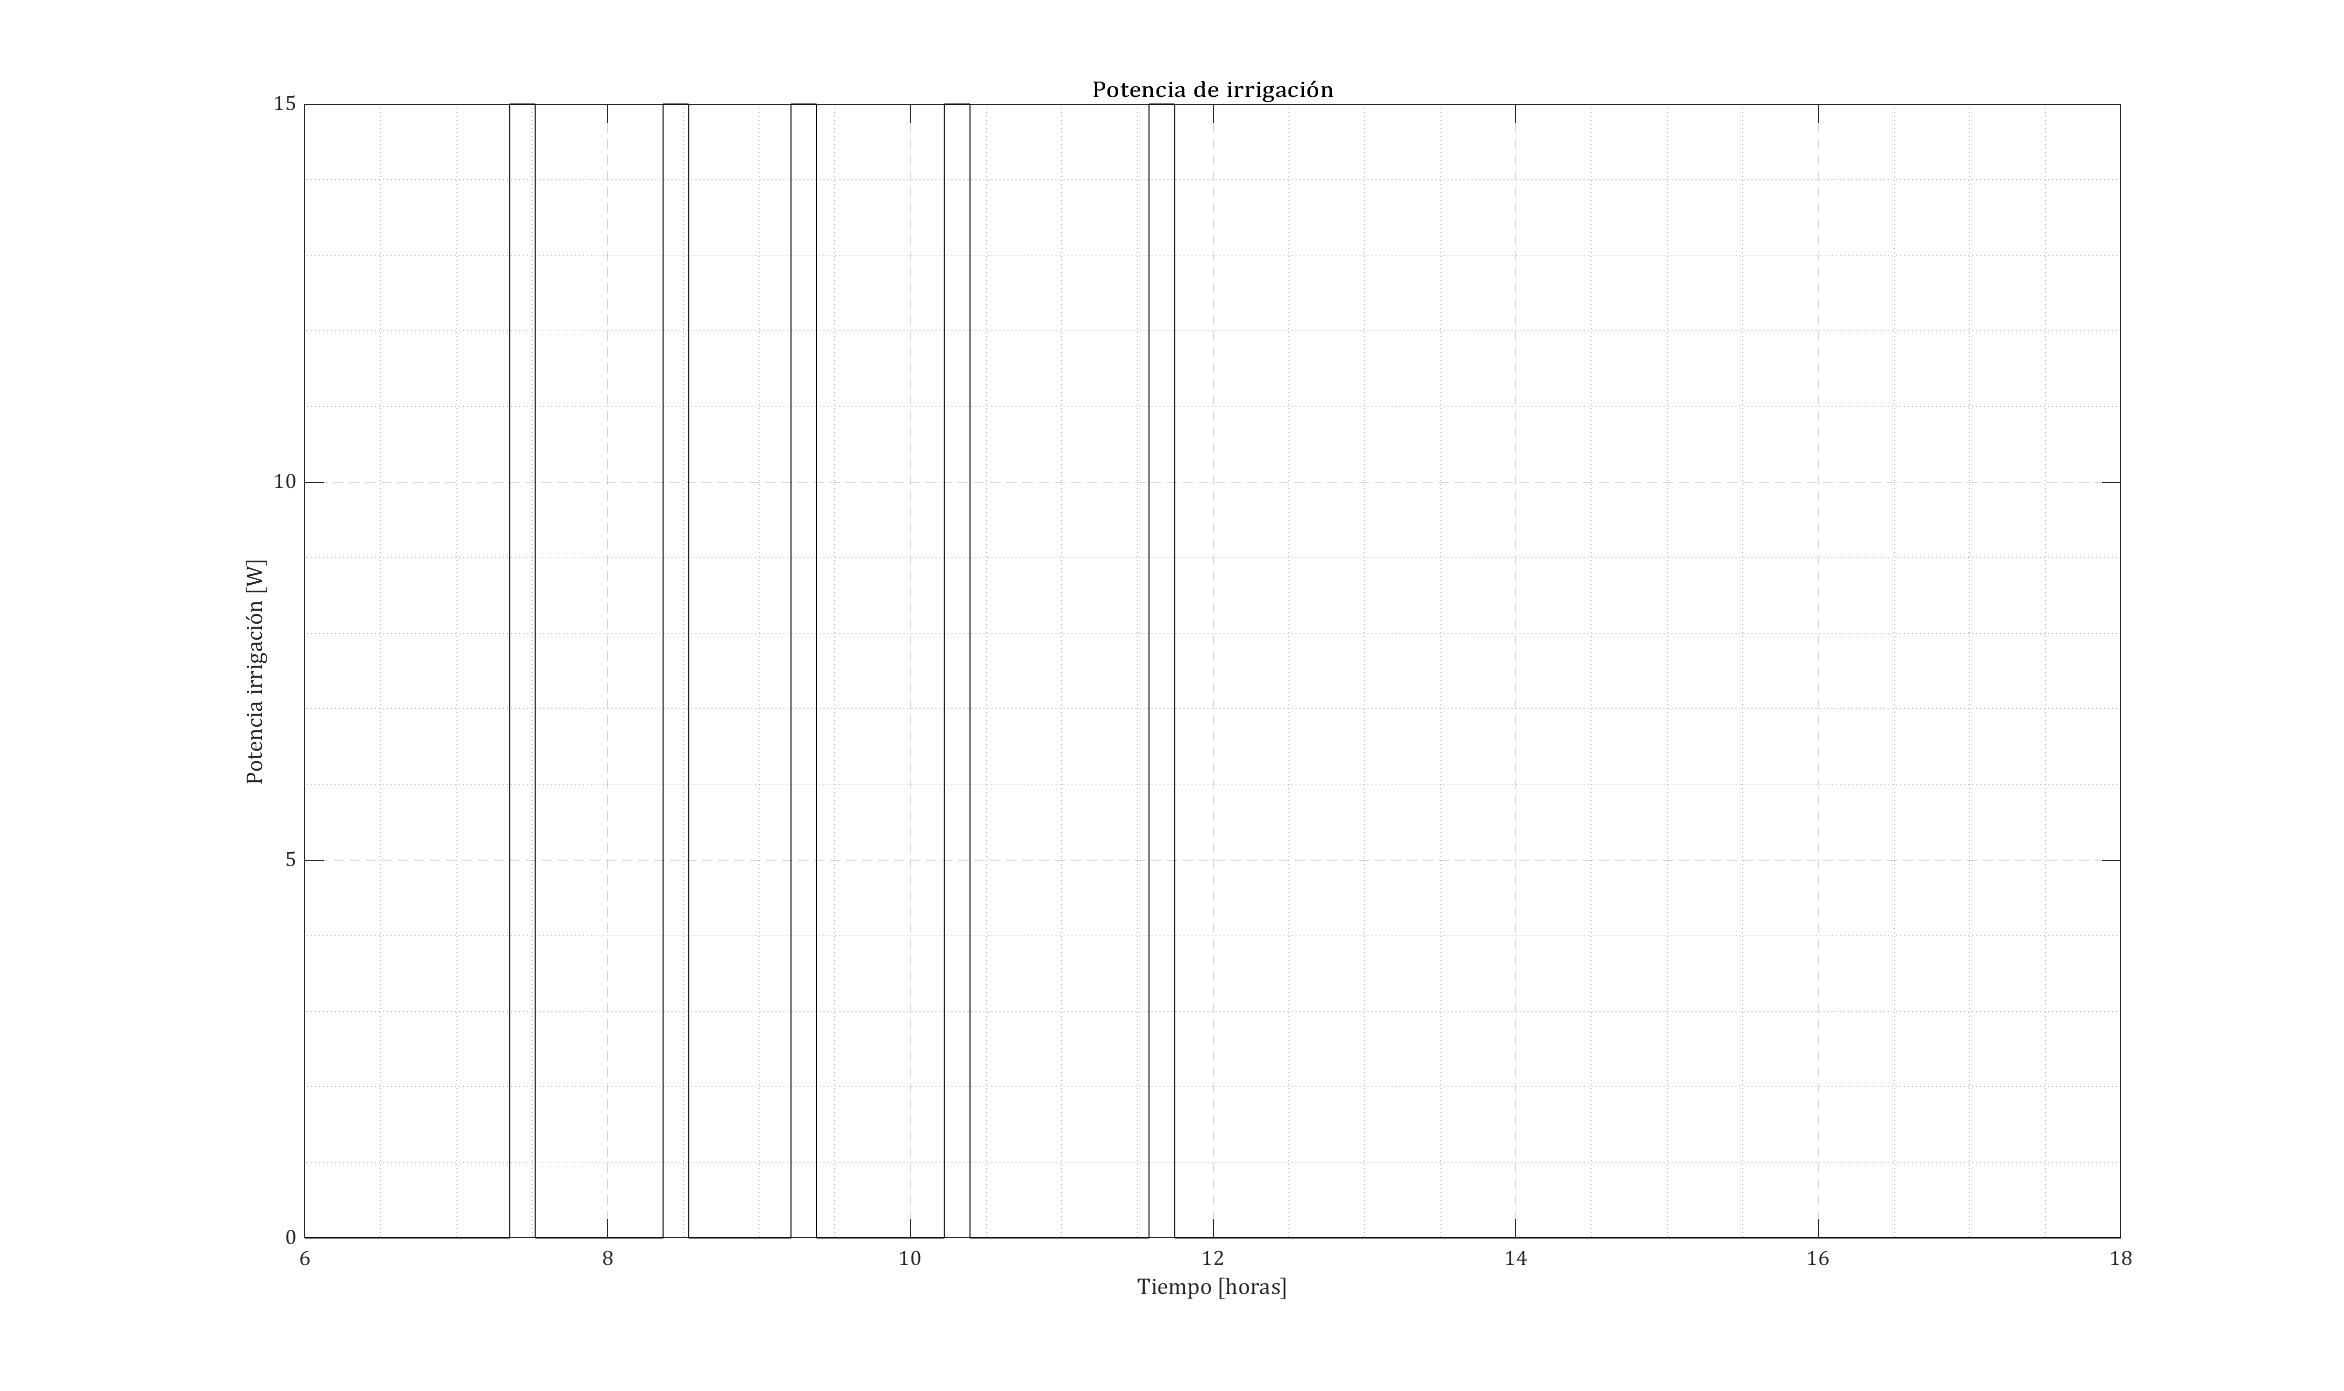 Potencia de irrigación
15
10
5
0
Potencia irrigación [W]
6 8 10 12 14 16 18
Tiempo [horas]